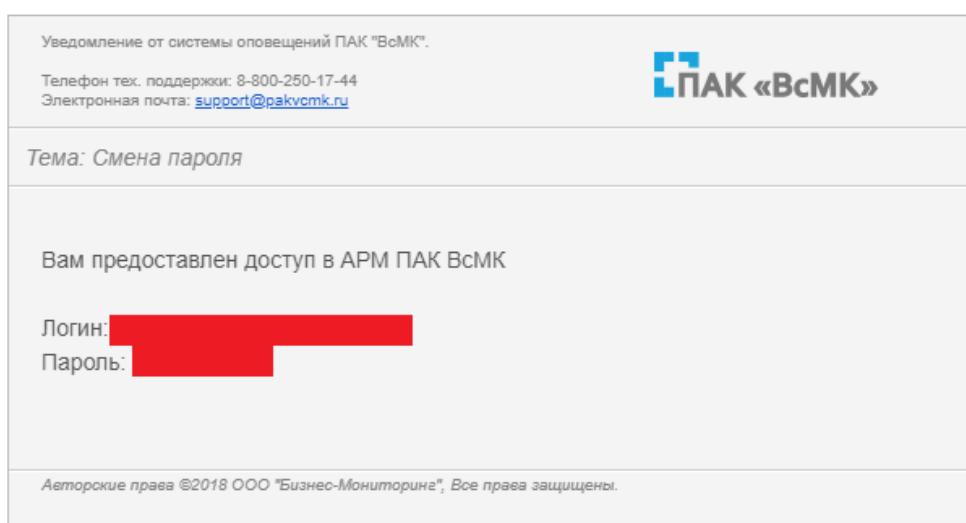 Уведомление от системы оповещений ПАК "ВсМК".
Телефон тех. поддержки: 8-800-250-17-44
Электронная почта: support@pakvcmk.ru
ПАК «ВсМК»
Тема: Смена пароля
Вам предоставлен доступ в АРМ ПАК ВсМК
Логин:
Пароль:
Авторские права ©2018 ООО "Бизнес-Мониторинг", Все права защищены.